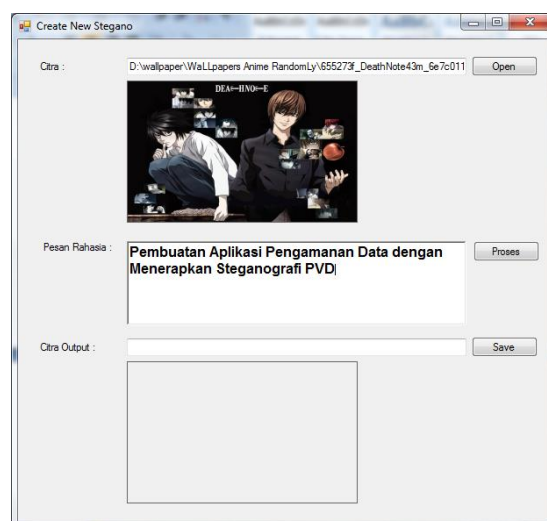 Create New Stegano
Citra :
D:\wallpaper\WaLLpapers Anime RandomLy\655273f_DeathNote43m_6e7c011
Open
DEATHNOTE
Pesan Rahasia :
Pembuatan Aplikasi Pengamanan Data dengan
Menerapkan Steganografi PVD
Proses
Citra Output :
Save